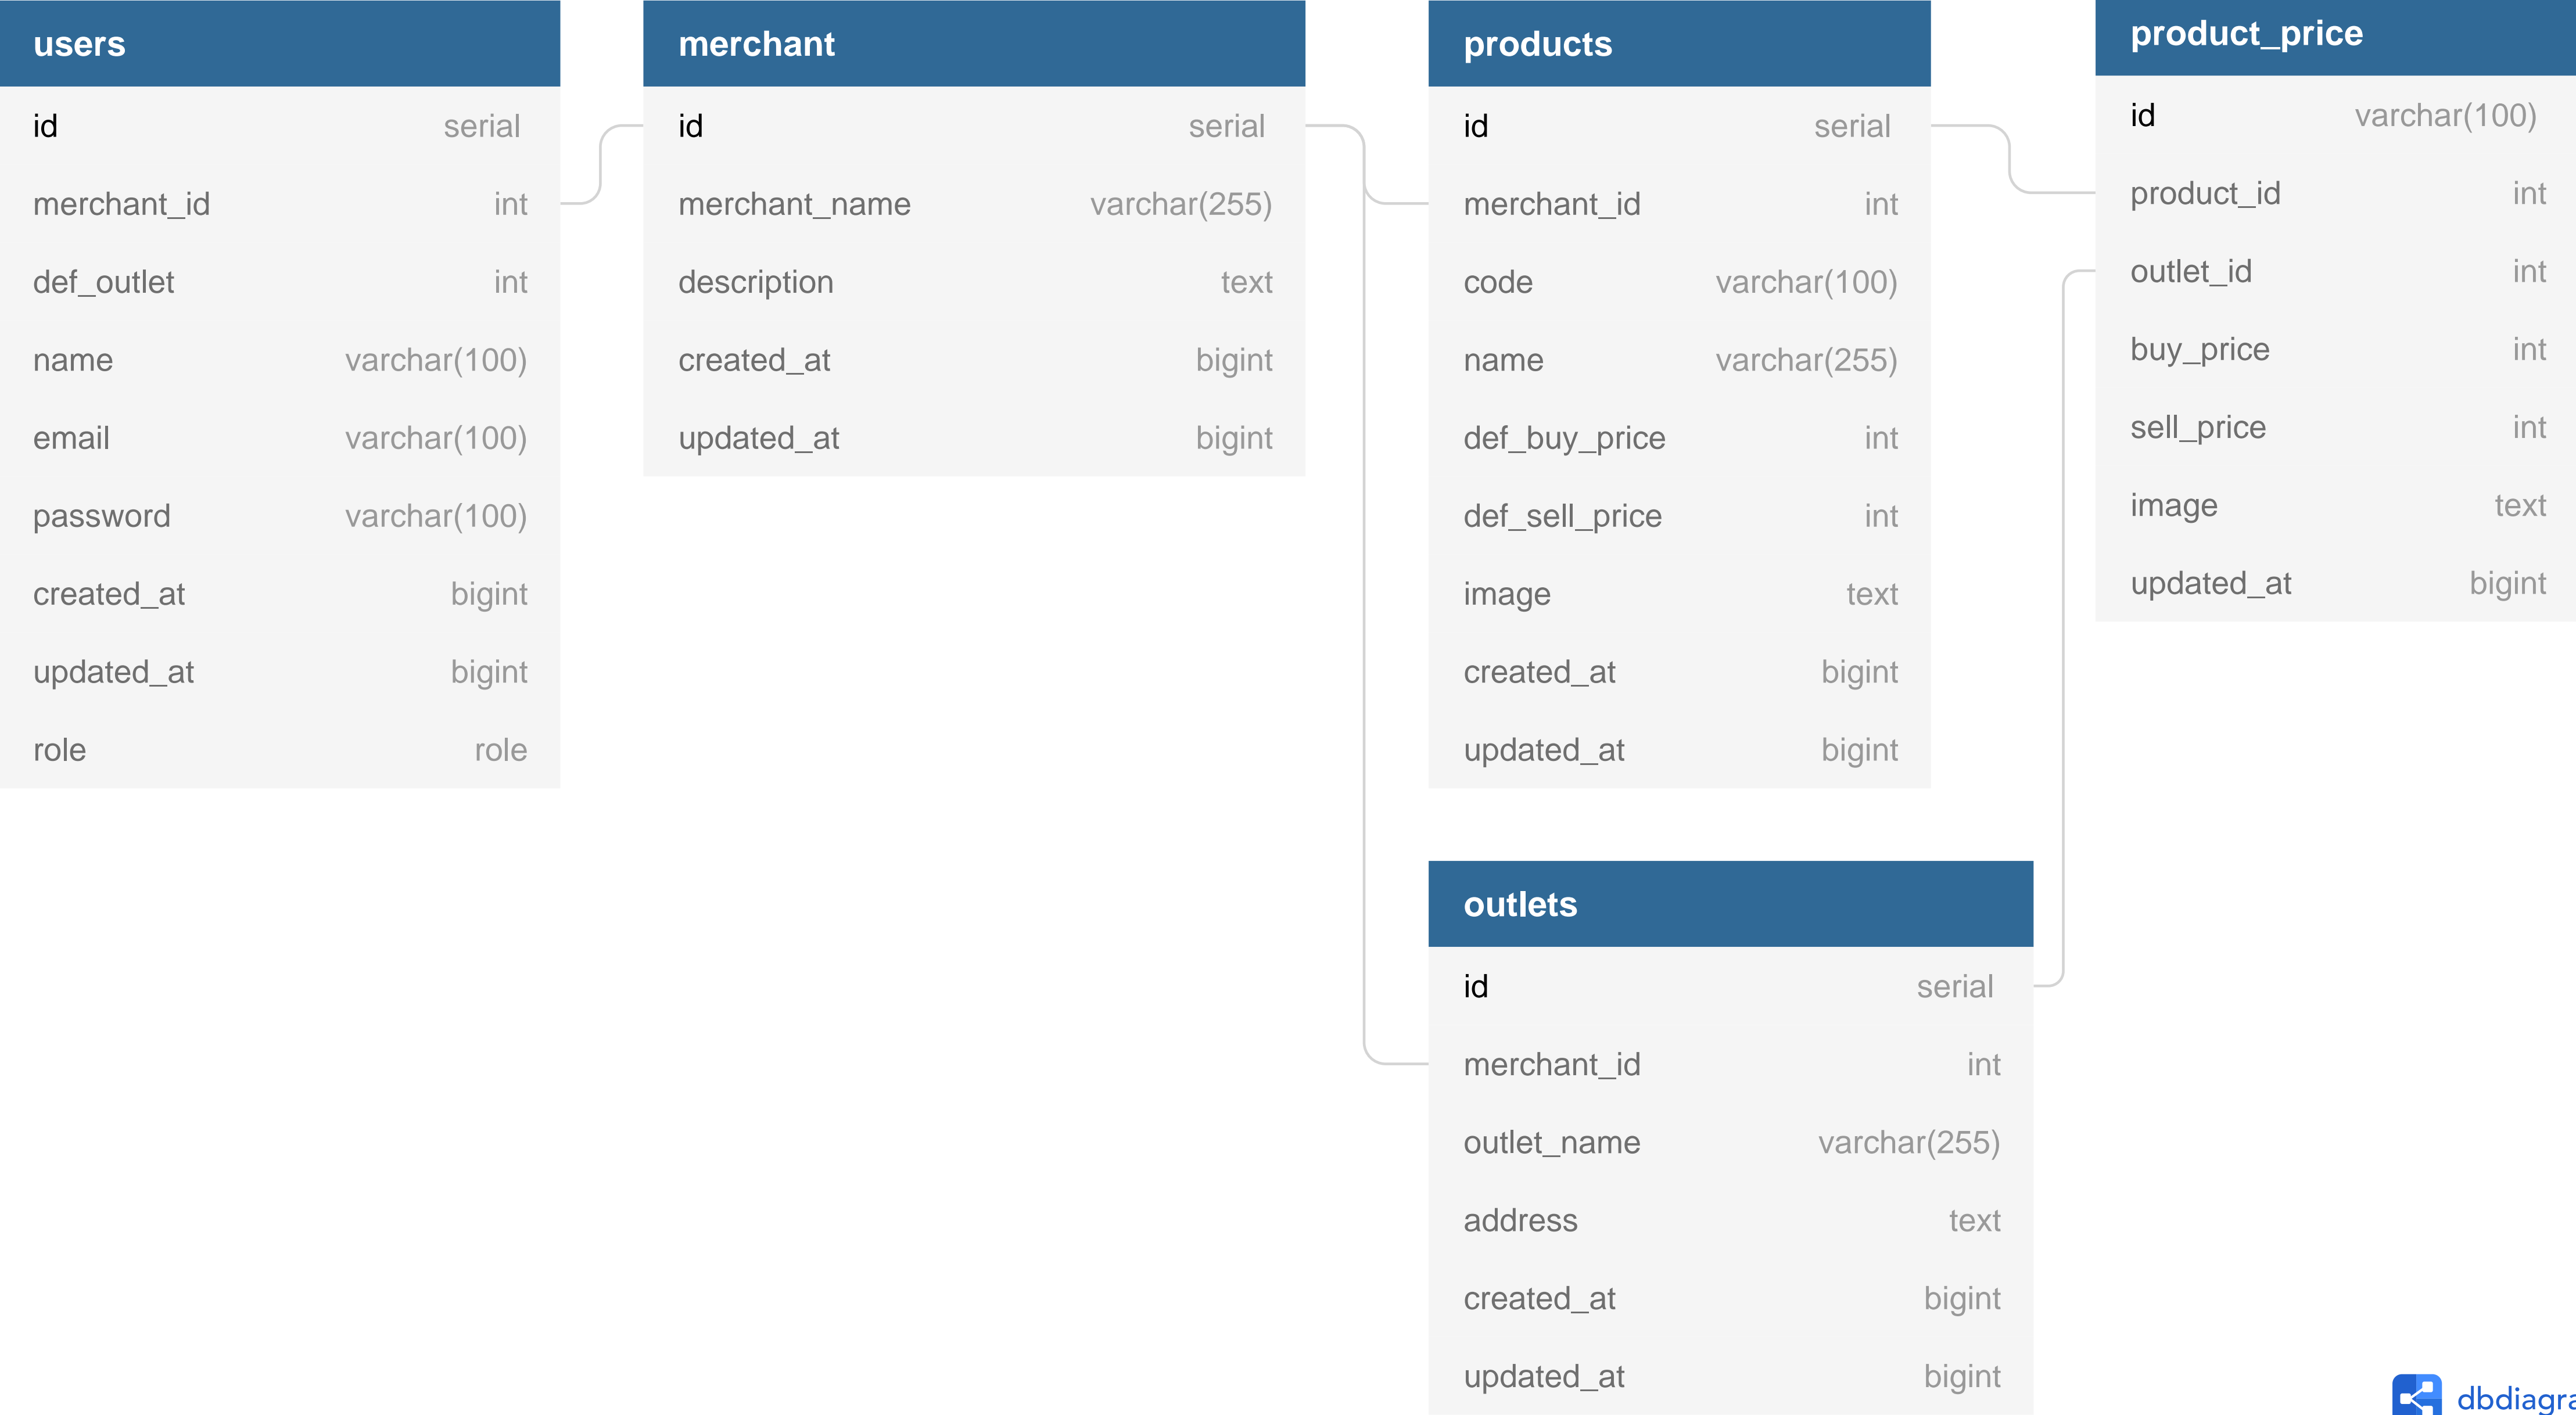 users
id serial
merchant_id int
def_outlet int
name varchar(100)
email varchar(100)
password varchar(100)
created_at bigint
updated_at bigint
role role
merchant
id serial
merchant_name varchar(255)
description text
created_at bigint
updated_at bigint
products
id serial
merchant_id int
code varchar(100)
name varchar(255)
def_buy_price int
def_sell_price int
image text
created_at bigint
updated_at bigint
product_price
id varchar(100)
product_id int
outlet_id int
buy_price int
sell_price int
image text
updated_at bigint
outlets
id serial
merchant_id int
outlet_name varchar(255)
address text
created_at bigint
updated_at bigint
dbdiagra